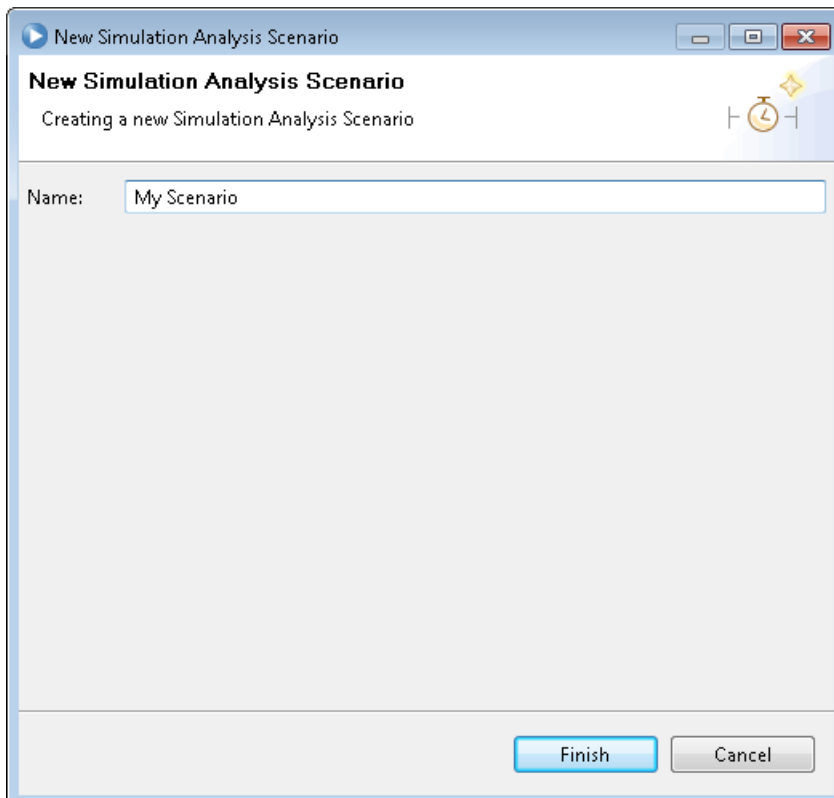 New Simulation Analysis Scenario
New Simulation Analysis Scenario
Creating a new Simulation Analysis Scenario
Name: My Scenario
Finish Cancel